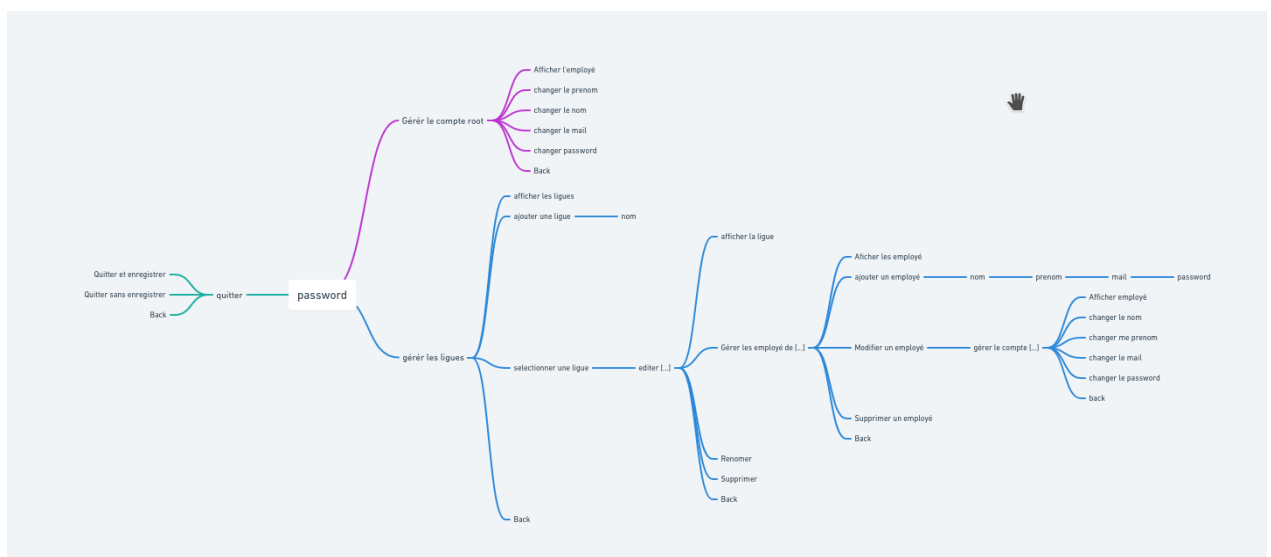 Afficher l'employé
changer le prenom
changer le nom
changer le mail
changer password
Back
Gérér le compte root
afficher les ligues
ajouter une ligue
nom
afficher la ligue
Aficher les employé
ajouter un employé
nom
prenom
mail
password
Quitter et enregistrer
Quitter sans enregistrer
Back
quitter
password
Afficher employé
changer le nom
changer me prenom
changer le mail
changer le password
back
gérér les ligues
selectionner une ligue
editer [...]
Gérer les employé de [...]
Modifier un employé
gérer le compte [...]
Supprimer un employé
Back
Renomer
Supprimer
Back
Back